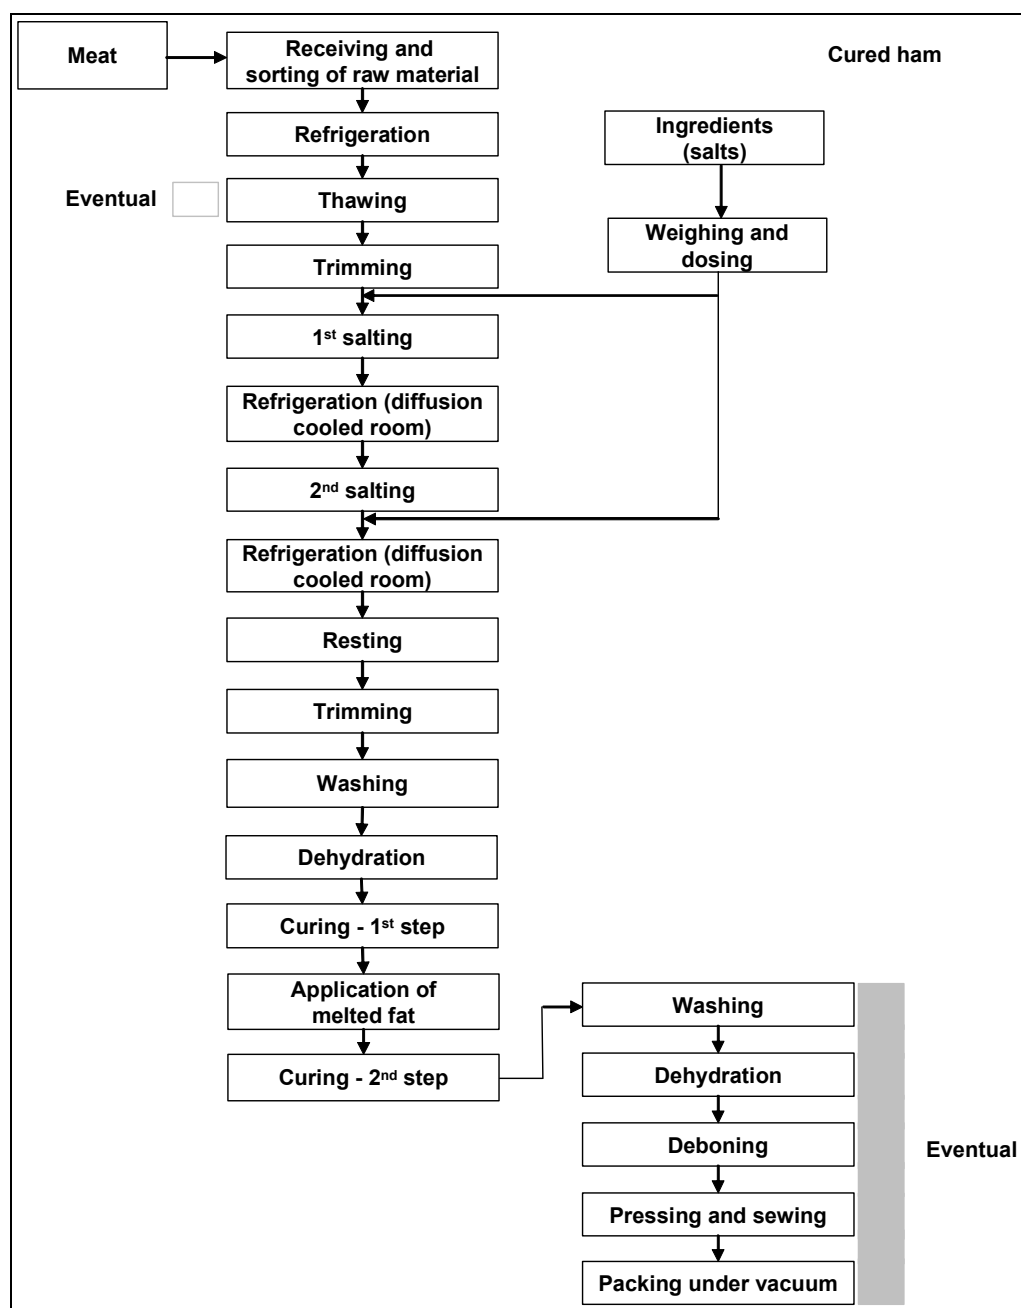 Meat
Receiving and
sorting of raw material
Cured ham
Refrigeration
Ingredients
(salts)
Eventual
Thawing
Weighing and
dosing
Trimming
1st salting
Refrigeration (diffusion
cooled room)
2nd salting
Refrigeration (diffusion
cooled room)
Resting
Trimming
Washing
Dehydration
Curing - 1st step
Application of
melted fat
Curing - 2nd step
Washing
Dehydration
Deboning
Eventual
Pressing and sewing
Packing under vacuum